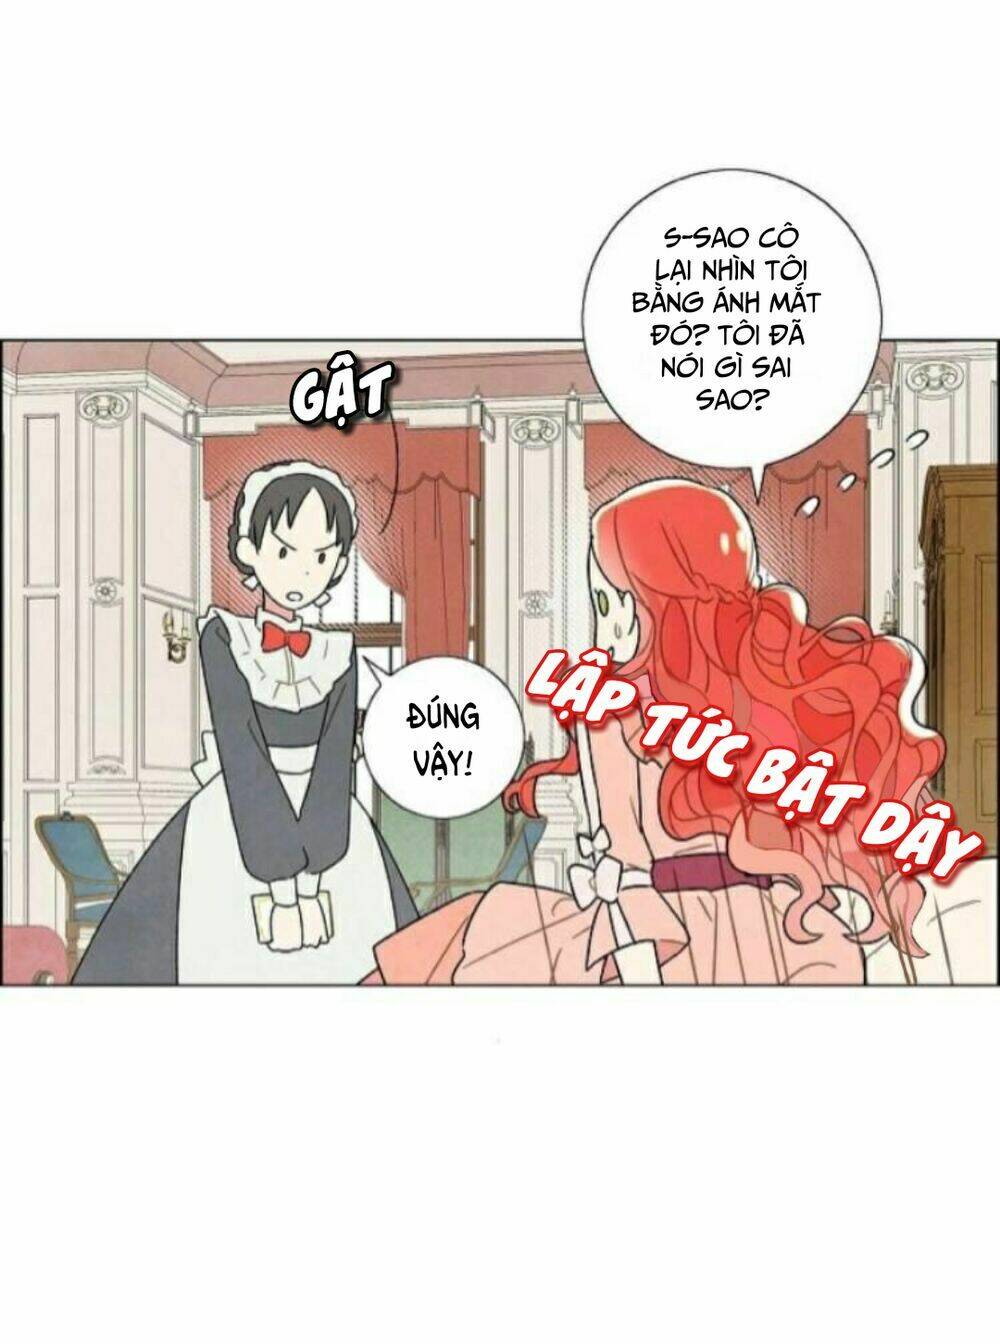 S-SAO CÔ
LẠI NHÌN TÔI
BẰNG ÁNH MẮT
ĐÓ? TÔI ĐÃ
NÓI GÌ SAI
SAO?
GẬT
ĐÚNG
VẬY!
LẬP TỨC BẬT DẬY